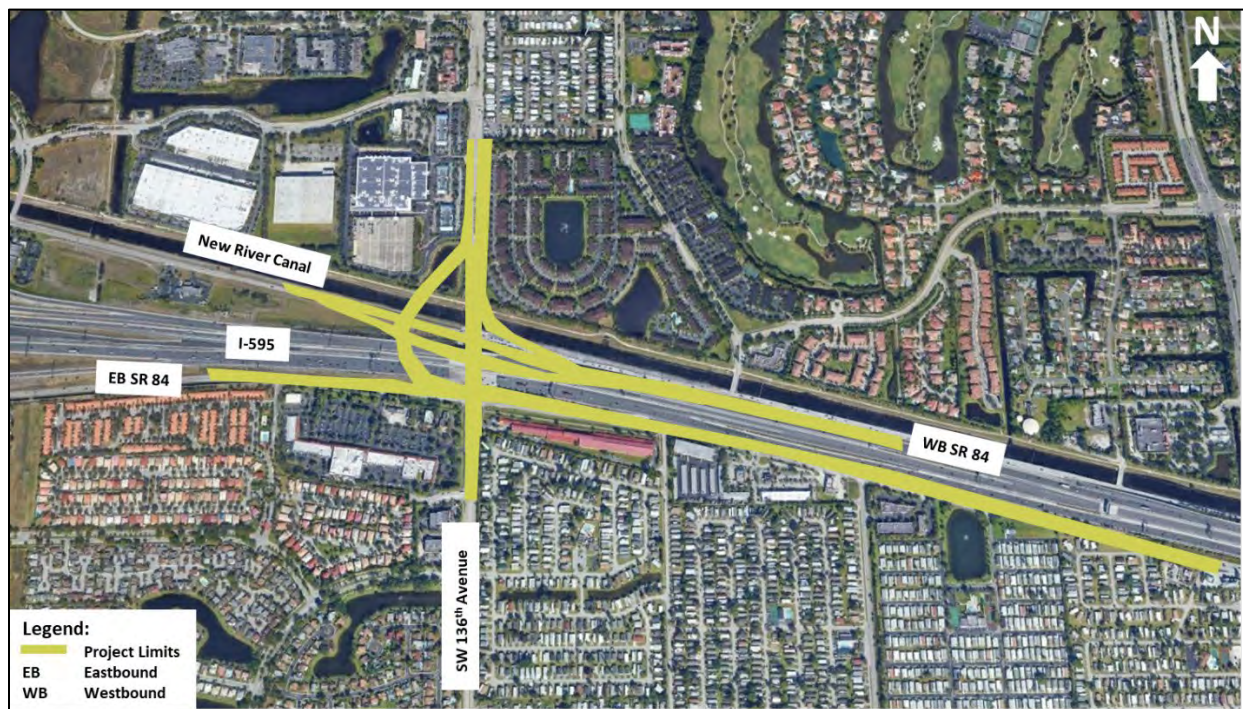 N
New River Canal
I-595
EB SR 84
WB SR 84
SW 136th Avenue
Legend:
Project Limits
EB Eastbound
WB Westbound